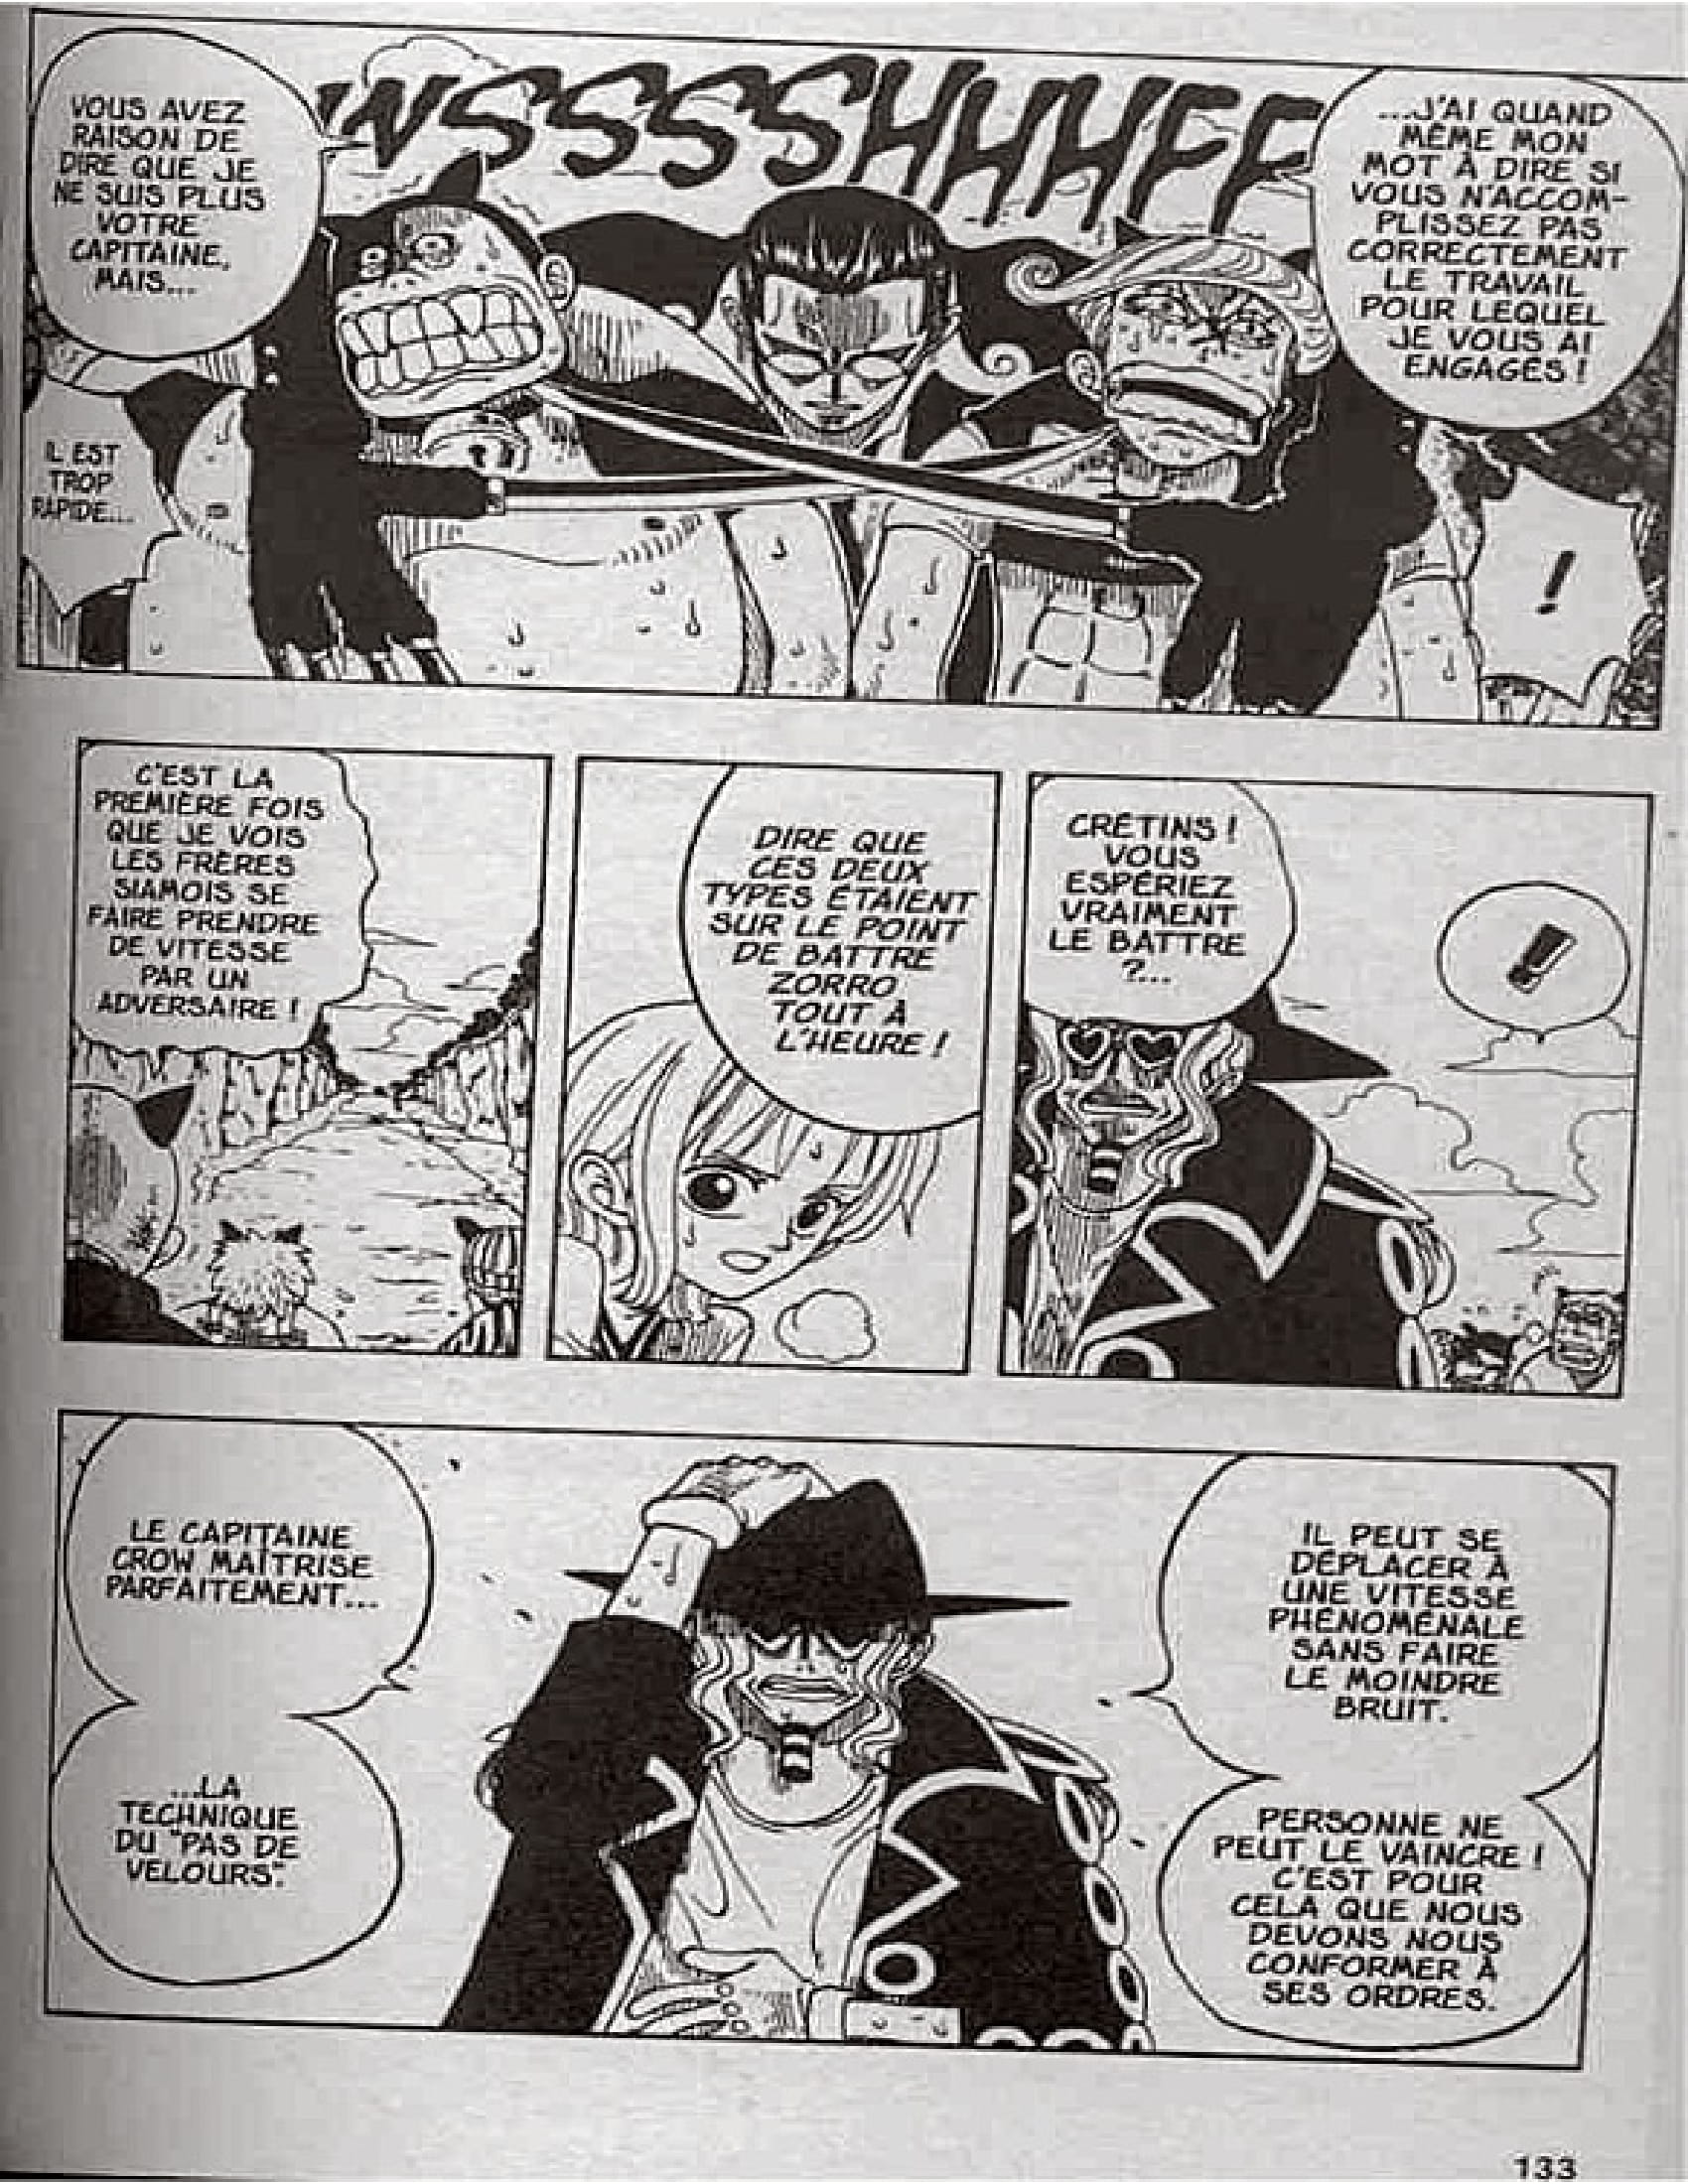 VOUS AVEZ
RAISON DE
DIRE QUE JE
NE SUIS PLUS
VOTRE
CAPITAINE,
MAIS...
WSSSSHHHFF
...J'AI QUAND
MÊME MON
MOT À DIRE SI
VOUS N'ACCOM-
PLISSEZ PAS
CORRECTEMENT
LE TRAVAIL
POUR LEQUEL
JE VOUS AI
ENGAGÉS !
IL EST
TROP
RAPIDE...
!
C'EST LA
PREMIÈRE FOIS
QUE JE VOIS
LES FRÈRES
SIAMOIS SE
FAIRE PRENDRE
DE VITESSE
PAR UN
ADVERSAIRE !
DIRE QUE
CES DEUX
TYPES ÉTAIENT
SUR LE POINT
DE BATTRE
ZORRO
TOUT À
L'HEURE !
CRÉTINS !
VOUS
ESPÉRIEZ
VRAIMENT
LE BATTRE
?...
!
LE CAPITAINE
CROW MAÎTRISE
PARFAITEMENT...
...LA
TECHNIQUE
DU "PAS DE
VELOURS".
IL PEUT SE
DÉPLACER À
UNE VITESSE
PHÉNOMÉNALE
SANS FAIRE
LE MOINDRE
BRUIT.
PERSONNE NE
PEUT LE VAINCRE !
C'EST POUR
CELA QUE NOUS
DEVONS NOUS
CONFORMER À
SES ORDRES.
133